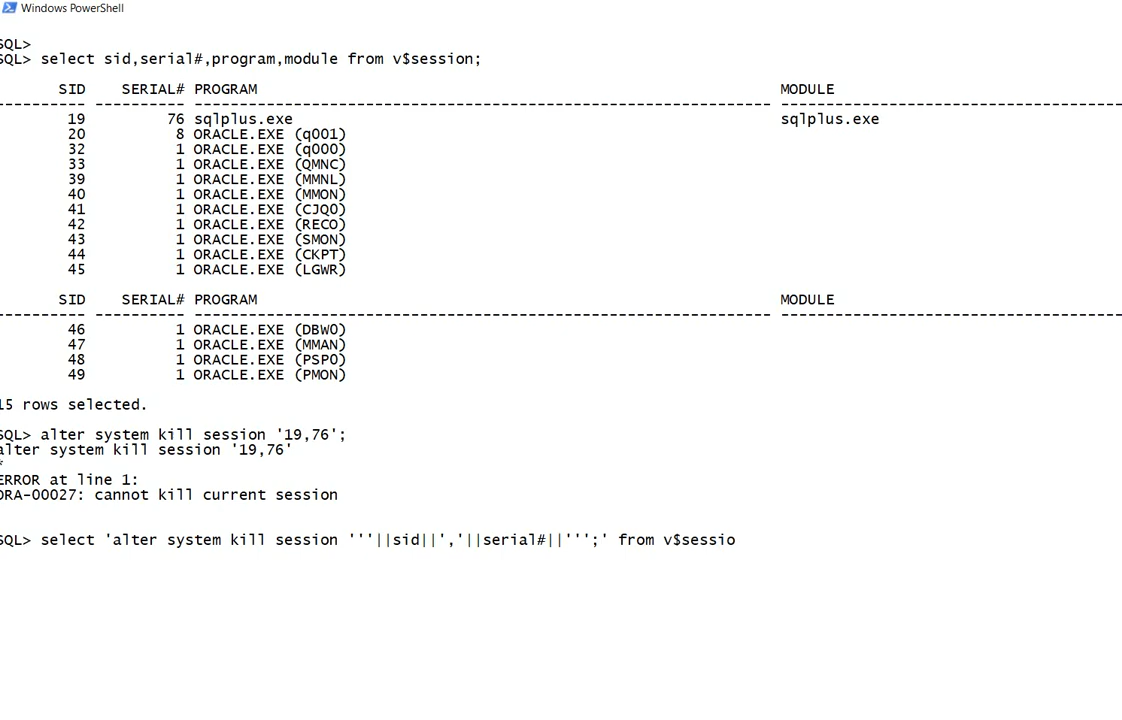 Windows PowerShell
SQL>
SQL> select sid,serial#,program,module from v$session;
SID SERIAL# PROGRAM MODULE
---------- ---------- ---------------------------------------------------------------- ------------------------------------------------
19 76 sqlplus.exe sqlplus.exe
20 8 ORACLE.EXE (q001)
32 1 ORACLE.EXE (q000)
33 1 ORACLE.EXE (QMNC)
39 1 ORACLE.EXE (MMNL)
40 1 ORACLE.EXE (MMON)
41 1 ORACLE.EXE (CJQ0)
42 1 ORACLE.EXE (RECO)
43 1 ORACLE.EXE (SMON)
44 1 ORACLE.EXE (CKPT)
45 1 ORACLE.EXE (LGWR)
SID SERIAL# PROGRAM MODULE
---------- ---------- ---------------------------------------------------------------- ------------------------------------------------
46 1 ORACLE.EXE (DBW0)
47 1 ORACLE.EXE (MMAN)
48 1 ORACLE.EXE (PSP0)
49 1 ORACLE.EXE (PMON)
15 rows selected.
SQL> alter system kill session '19,76';
alter system kill session '19,76'
*
ERROR at line 1:
ORA-00027: cannot kill current session
SQL> select 'alter system kill session '''||sid||','||serial#||''';' from v$sessio